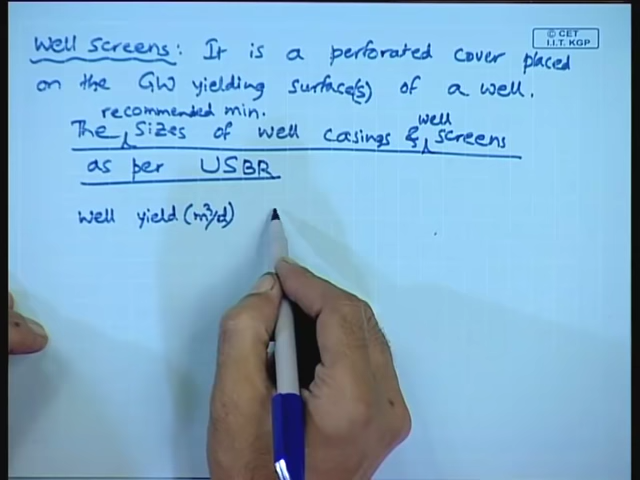 © CET
I.I.T. KGP
Well screens: It is a perforated cover placed
on the GW yielding surface(s) of a well.
The recommended min. sizes of well casings & well screens
as per USBR
Well yield (m³/d)